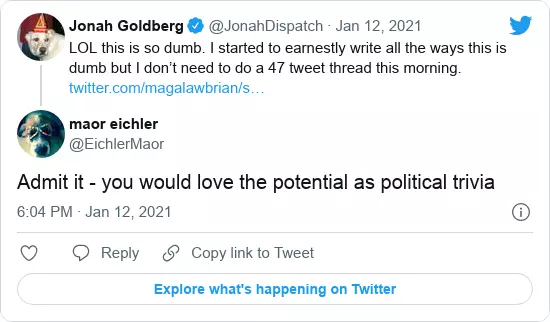 Jonah Goldberg @JonahDispatch · Jan 12, 2021
LOL this is so dumb. I started to earnestly write all the ways this is
dumb but I don’t need to do a 47 tweet thread this morning.
twitter.com/magalawbrian/s…
maor eichler
@EichlerMaor
Admit it - you would love the potential as political trivia
6:04 PM · Jan 12, 2021
Reply Copy link to Tweet
Explore what's happening on Twitter